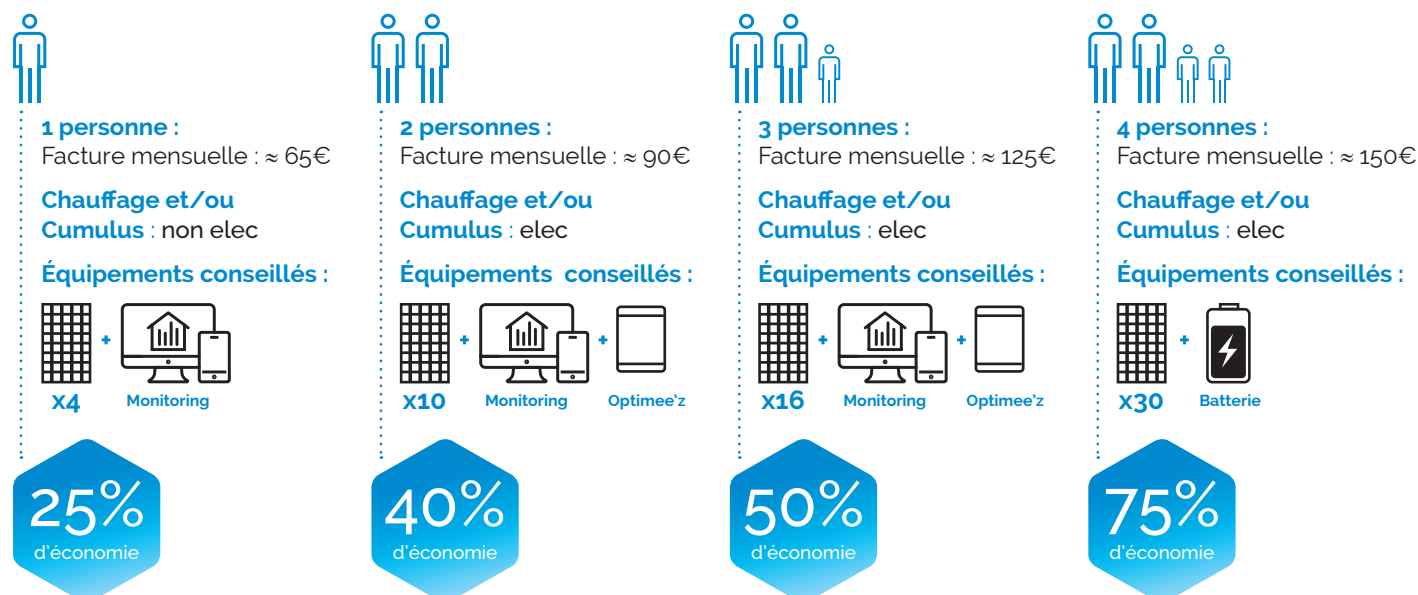 1 personne :
Facture mensuelle : ≈ 65€
Chauffage et/ou
Cumulus : non elec
Équipements conseillés :
+
x4 Monitoring
25%
d'économie
2 personnes :
Facture mensuelle : ≈ 90€
Chauffage et/ou
Cumulus : elec
Équipements conseillés :
+ +
x10 Monitoring Optimee'z
40%
d'économie
3 personnes :
Facture mensuelle : ≈ 125€
Chauffage et/ou
Cumulus : elec
Équipements conseillés :
+ +
x16 Monitoring Optimee'z
50%
d'économie
4 personnes :
Facture mensuelle : ≈ 150€
Chauffage et/ou
Cumulus : elec
Équipements conseillés :
+
x30 Batterie
75%
d'économie